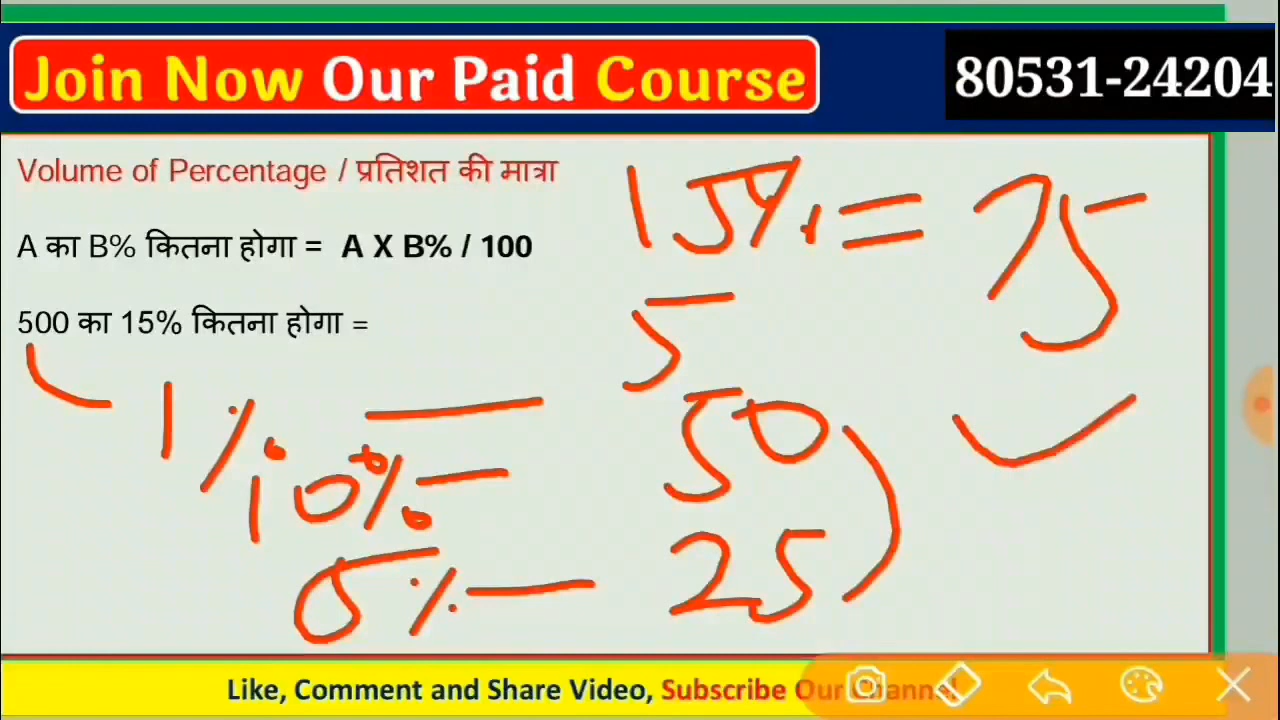 Join Now Our Paid Course 80531-24204
Volume of Percentage / प्रतिशत की मात्रा
A का B% कितना होगा = A X B% / 100
500 का 15% कितना होगा =
15% = 75
1% — 5
10% — 50
5% — 25
Like, Comment and Share Video, Subscribe Our Channel